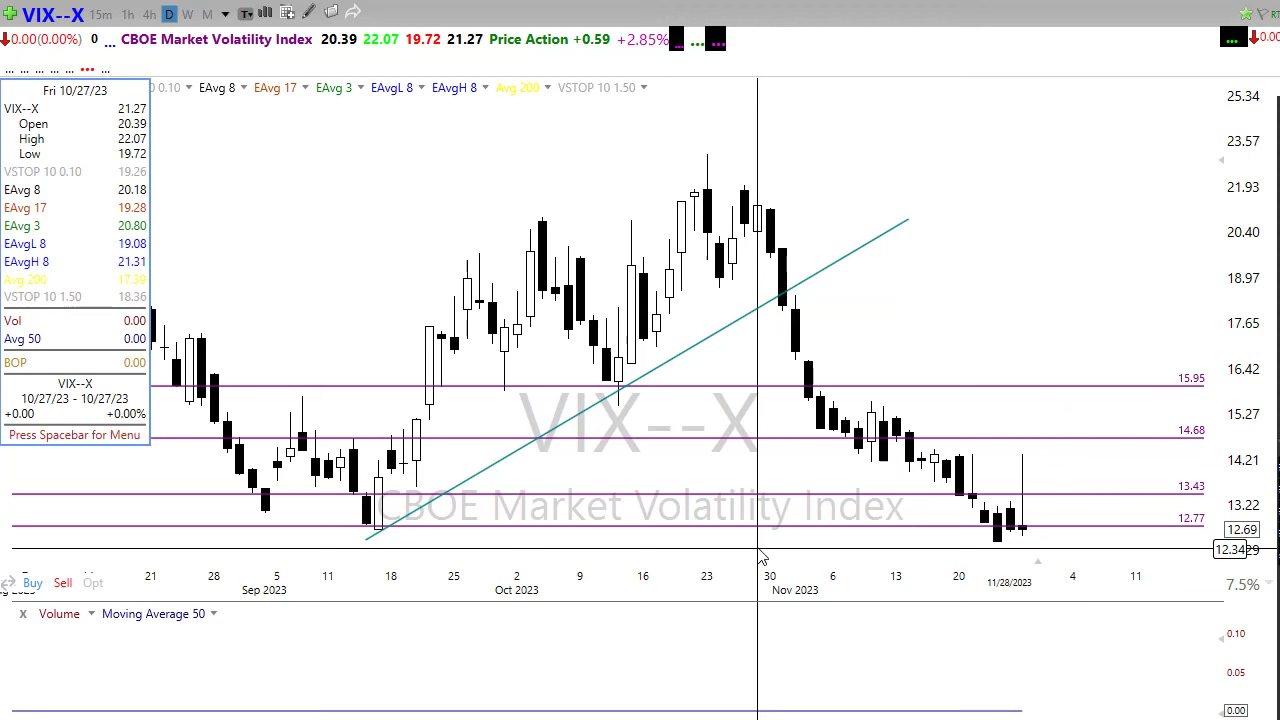 VIX--X 15m 1h 4h D W M T RT
0.00(0.00%) 0 ... CBOE Market Volatility Index 20.39 22.07 19.72 21.27 Price Action +0.59 +2.85% ... ... ... ... 0.00
... ... ... ... ... ... ...
0.10 EAvg 8 EAvg 17 EAvg 3 EAvgL 8 EAvgH 8 Avg 200 VSTOP 10 1.50
Fri 10/27/23
VIX--X 21.27
Open 20.39
High 22.07
Low 19.72
VSTOP 10 0.10 19.26
EAvg 8 20.18
EAvg 17 19.28
EAvg 3 20.80
EAvgL 8 19.08
EAvgH 8 21.31
Avg 200 17.39
VSTOP 10 1.50 18.36
Vol 0.00
Avg 50 0.00
BOP 0.00
VIX--X
10/27/23 - 10/27/23
+0.00 +0.00%
Press Spacebar for Menu
25.34
23.57
21.93
20.40
18.97
17.65
16.42
15.27
14.21
13.22
12.69
12.3429
15.95
14.68
13.43
12.77
VIX--X
CBOE Market Volatility Index
21 28 5 11 18 25 2 9 16 23 30 6 13 20 11/28/2023 4 11
Sep 2023 Oct 2023 Nov 2023
Buy Sell Opt 7.5%
X Volume Moving Average 50
0.10
0.05
0.00